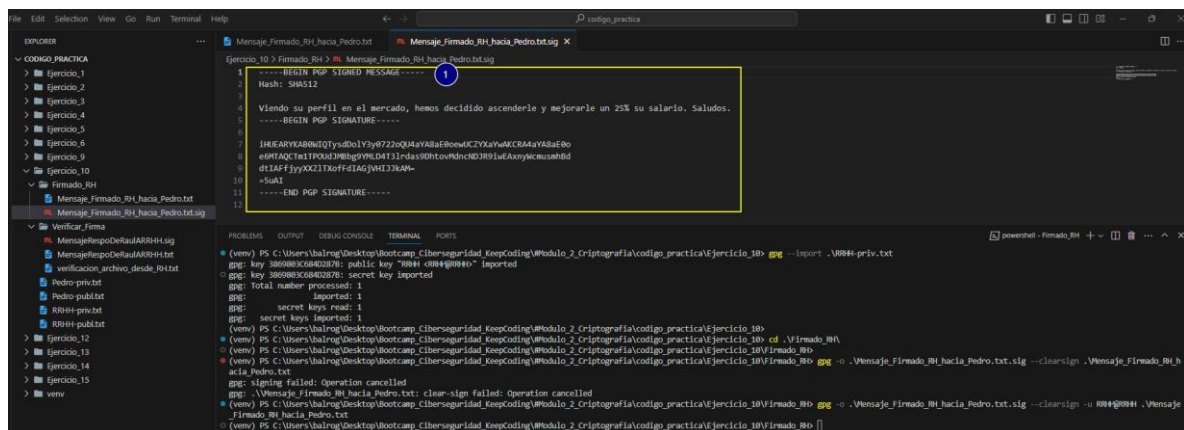 File Edit Selection View Go Run Terminal Help
codigo_practica
EXPLORER
CODIGO_PRACTICA
Ejercicio_1
Ejercicio_2
Ejercicio_3
Ejercicio_4
Ejercicio_5
Ejercicio_6
Ejercicio_9
Ejercicio_10
Firmado_RH
Mensaje_Firmado_RH_hacia_Pedro.txt
Mensaje_Firmado_RH_hacia_Pedro.txt.sig
Verificar_Firma
MensajeRespoDeRaulARRHH.sig
MensajeRespoDeRaulARRHH.txt
verificacion_archivo_desde_RH.txt
Pedro-priv.txt
Pedro-publ.txt
RRHH-priv.txt
RRHH-publ.txt
Ejercicio_12
Ejercicio_13
Ejercicio_14
Ejercicio_15
venv
Mensaje_Firmado_RH_hacia_Pedro.txt Mensaje_Firmado_RH_hacia_Pedro.txt.sig
Ejercicio_10 > Firmado_RH > Mensaje_Firmado_RH_hacia_Pedro.txt.sig
1 -----BEGIN PGP SIGNED MESSAGE----- 1
2 Hash: SHA512
3
4 Viendo su perfil en el mercado, hemos decidido ascenderle y mejorarle un 25% su salario. Saludos.
5 -----BEGIN PGP SIGNATURE-----
6
7
8
9
10 =5uAI
11 -----END PGP SIGNATURE-----
12
PROBLEMS OUTPUT DEBUG CONSOLE TERMINAL PORTS
powershell - Firmado_RH
(venv) PS C:\Users\balrog\Desktop\Bootcamp_Ciberseguridad_KeepCoding\#Modulo_2_Criptografia\codigo_practica\Ejercicio_10> gpg --import .\RRHH-priv.txt
gpg: key 3869803C684D287B: public key "RRHH <RRHH@RRHH>" imported
gpg: key 3869803C684D287B: secret key imported
gpg: Total number processed: 1
gpg: imported: 1
gpg: secret keys read: 1
gpg: secret keys imported: 1
(venv) PS C:\Users\balrog\Desktop\Bootcamp_Ciberseguridad_KeepCoding\#Modulo_2_Criptografia\codigo_practica\Ejercicio_10>
(venv) PS C:\Users\balrog\Desktop\Bootcamp_Ciberseguridad_KeepCoding\#Modulo_2_Criptografia\codigo_practica\Ejercicio_10> cd .\Firmado_RH\
(venv) PS C:\Users\balrog\Desktop\Bootcamp_Ciberseguridad_KeepCoding\#Modulo_2_Criptografia\codigo_practica\Ejercicio_10\Firmado_RH>
(venv) PS C:\Users\balrog\Desktop\Bootcamp_Ciberseguridad_KeepCoding\#Modulo_2_Criptografia\codigo_practica\Ejercicio_10\Firmado_RH> gpg -o .\Mensaje_Firmado_RH_hacia_Pedro.txt.sig --clearsign .\Mensaje_Firmado_RH_h
acia_Pedro.txt
gpg: signing failed: Operation cancelled
gpg: .\\Mensaje_Firmado_RH_hacia_Pedro.txt: clear-sign failed: Operation cancelled
(venv) PS C:\Users\balrog\Desktop\Bootcamp_Ciberseguridad_KeepCoding\#Modulo_2_Criptografia\codigo_practica\Ejercicio_10\Firmado_RH> gpg -o .\Mensaje_Firmado_RH_hacia_Pedro.txt.sig --clearsign -u RRHH@RRHH .\Mensaje
_Firmado_RH_hacia_Pedro.txt
(venv) PS C:\Users\balrog\Desktop\Bootcamp_Ciberseguridad_KeepCoding\#Modulo_2_Criptografia\codigo_practica\Ejercicio_10\Firmado_RH>